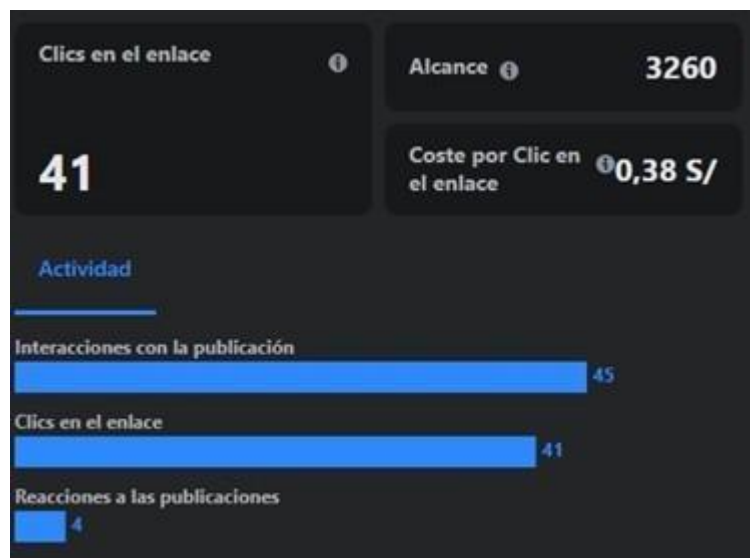 Clics en el enlace
41
Alcance
3260
Coste por Clic en
el enlace
0,38 S/
Actividad
Interacciones con la publicación
45
Clics en el enlace
41
Reacciones a las publicaciones
4